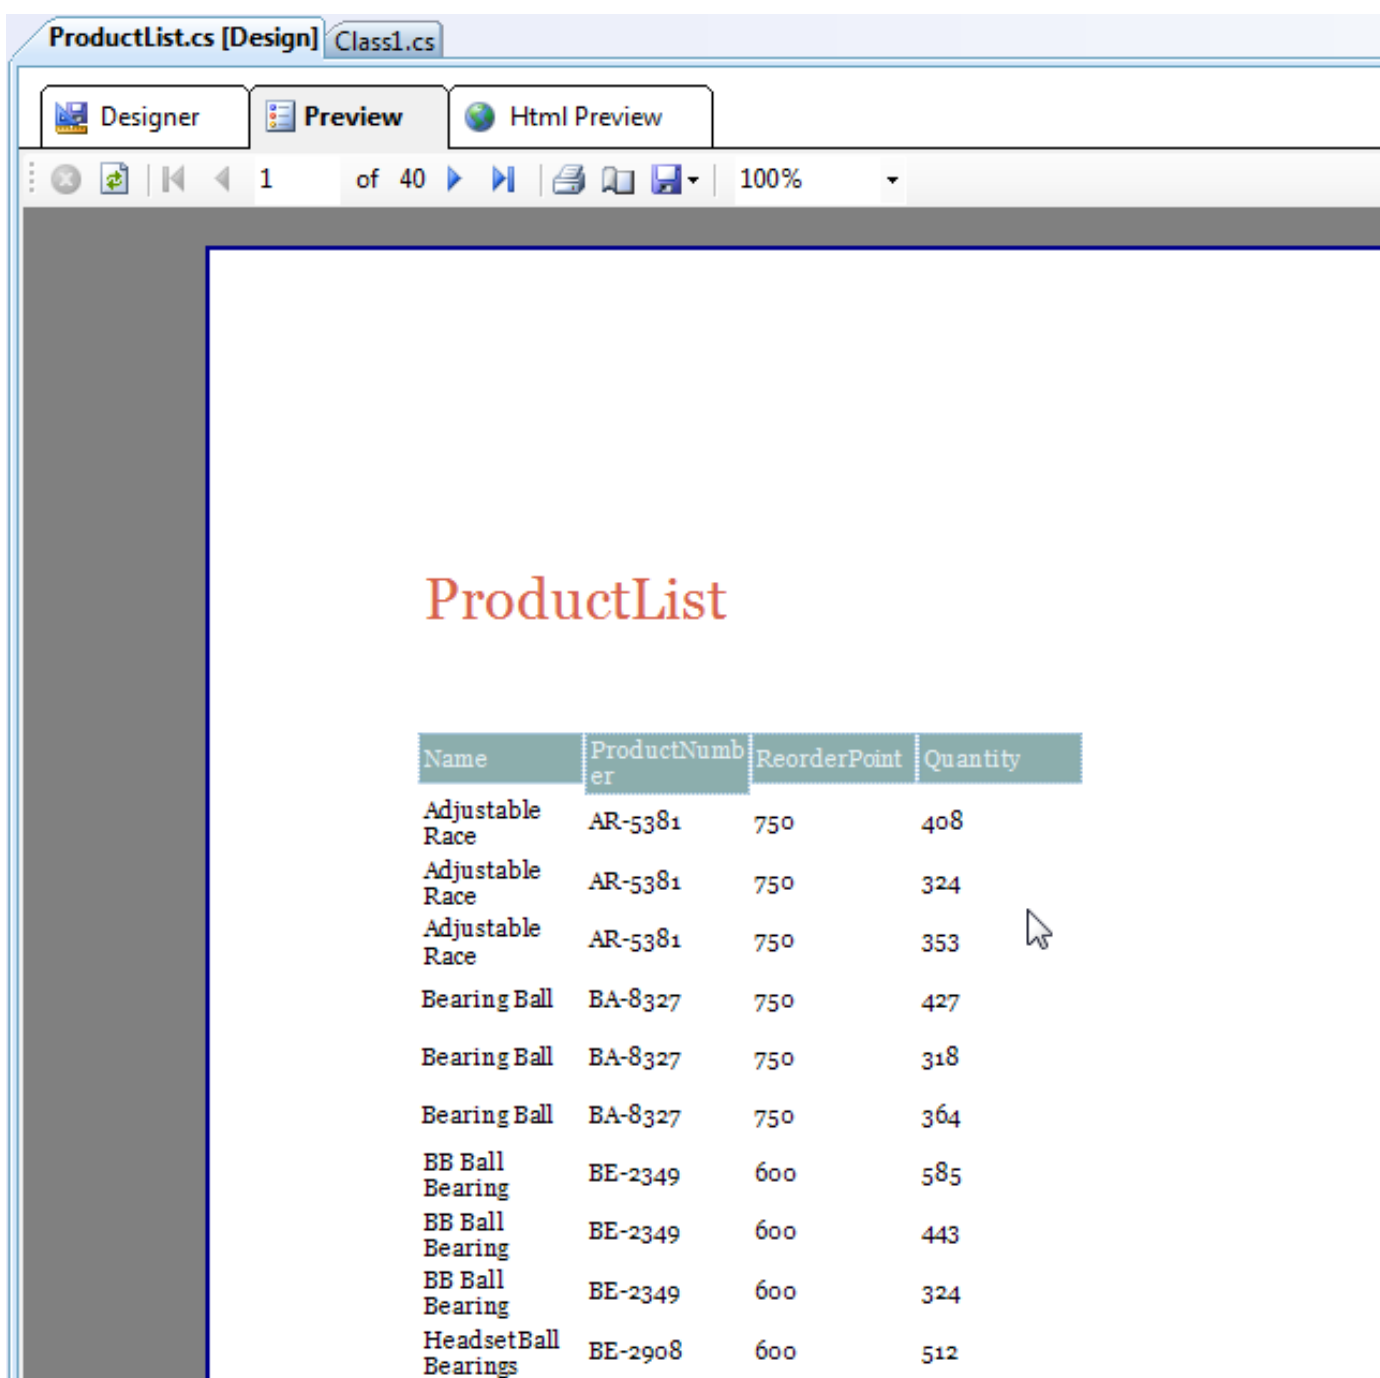 ProductList.cs [Design] Class1.cs
Designer Preview Html Preview
1 of 40 100%
ProductList
Name ProductNumb ReorderPoint Quantity
er
Adjustable
Race AR-5381 750 408
Adjustable
Race AR-5381 750 324
Adjustable
Race AR-5381 750 353
Bearing Ball BA-8327 750 427
Bearing Ball BA-8327 750 318
Bearing Ball BA-8327 750 364
BB Ball
Bearing BE-2349 600 585
BB Ball
Bearing BE-2349 600 443
BB Ball
Bearing BE-2349 600 324
HeadsetBall
Bearings BE-2908 600 512